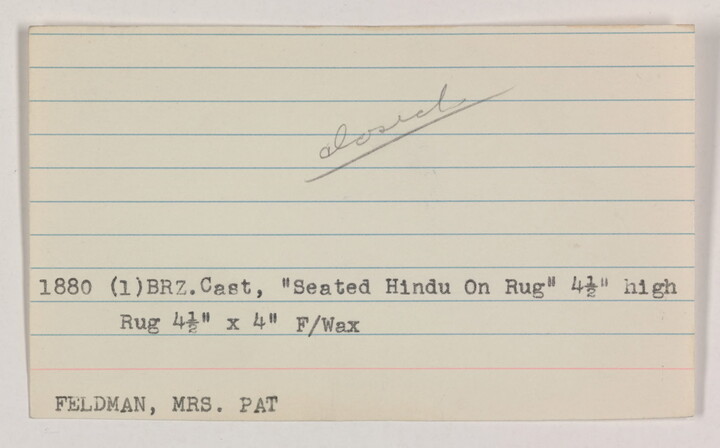 closed
1880 (1)BRZ.Cast, "Seated Hindu On Rug" 4½" high
Rug 4½" x 4" F/Wax
FELDMAN, MRS. PAT